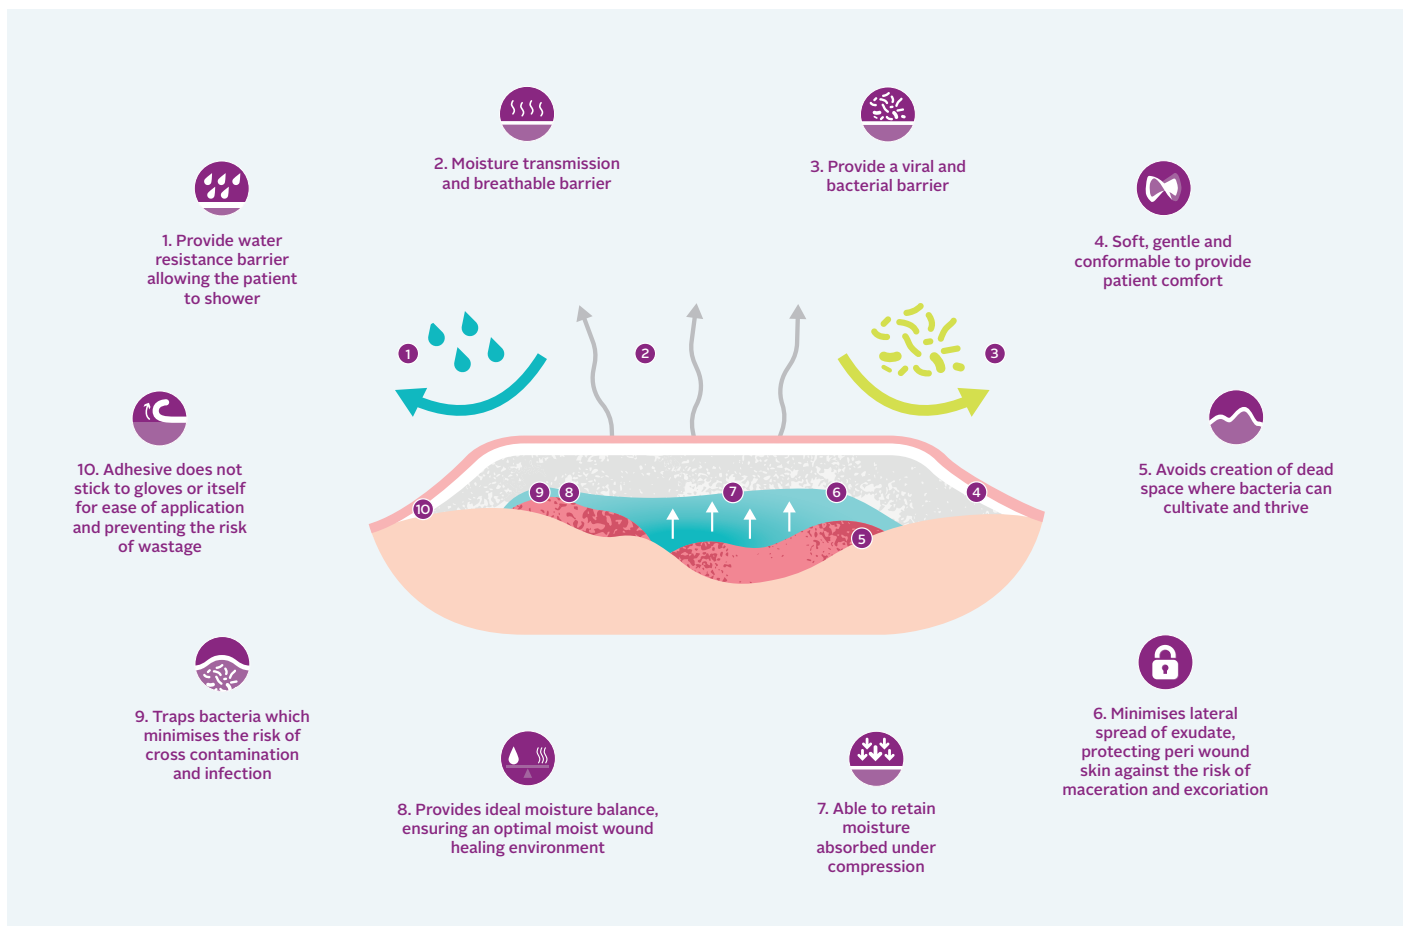 2. Moisture transmission
and breathable barrier
3. Provide a viral and
bacterial barrier
1. Provide water
resistance barrier
allowing the patient
to shower
4. Soft, gentle and
conformable to provide
patient comfort
1
2
3
10. Adhesive does not
stick to gloves or itself
for ease of application
and preventing the risk
of wastage
5. Avoids creation of dead
space where bacteria can
cultivate and thrive
9
8
7
6
4
10
5
9. Traps bacteria which
minimises the risk of
cross contamination
and infection
6. Minimises lateral
spread of exudate,
protecting peri wound
skin against the risk of
maceration and excoriation
8. Provides ideal moisture balance,
ensuring an optimal moist wound
healing environment
7. Able to retain
moisture
absorbed under
compression